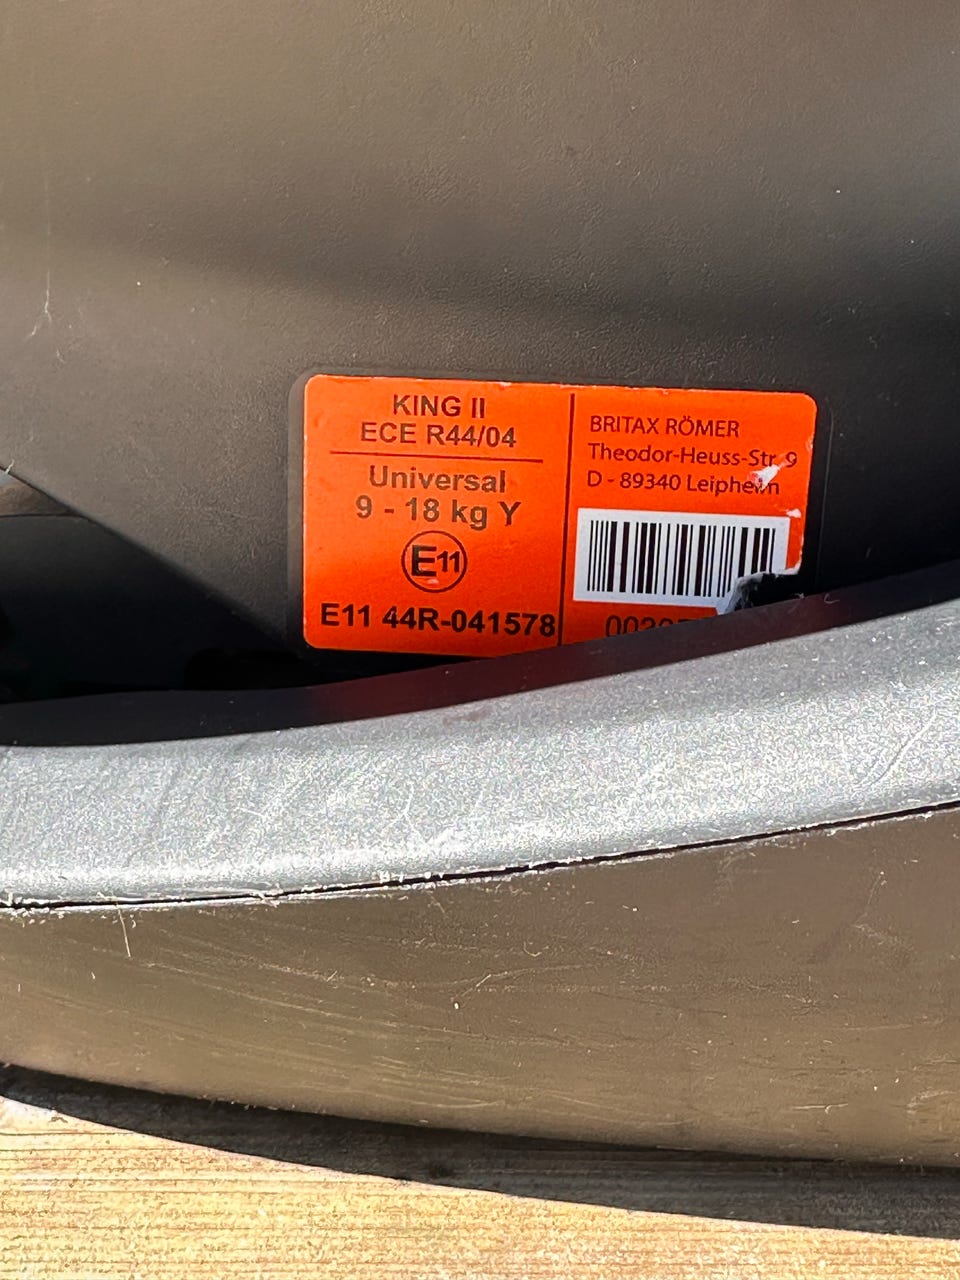 KING II
ECE R44/04
Universal
9 - 18 kg Y
E11
E11 44R-041578
BRITAX RÖMER
Theodor-Heuss-Str. 9
D - 89340 Leipheim